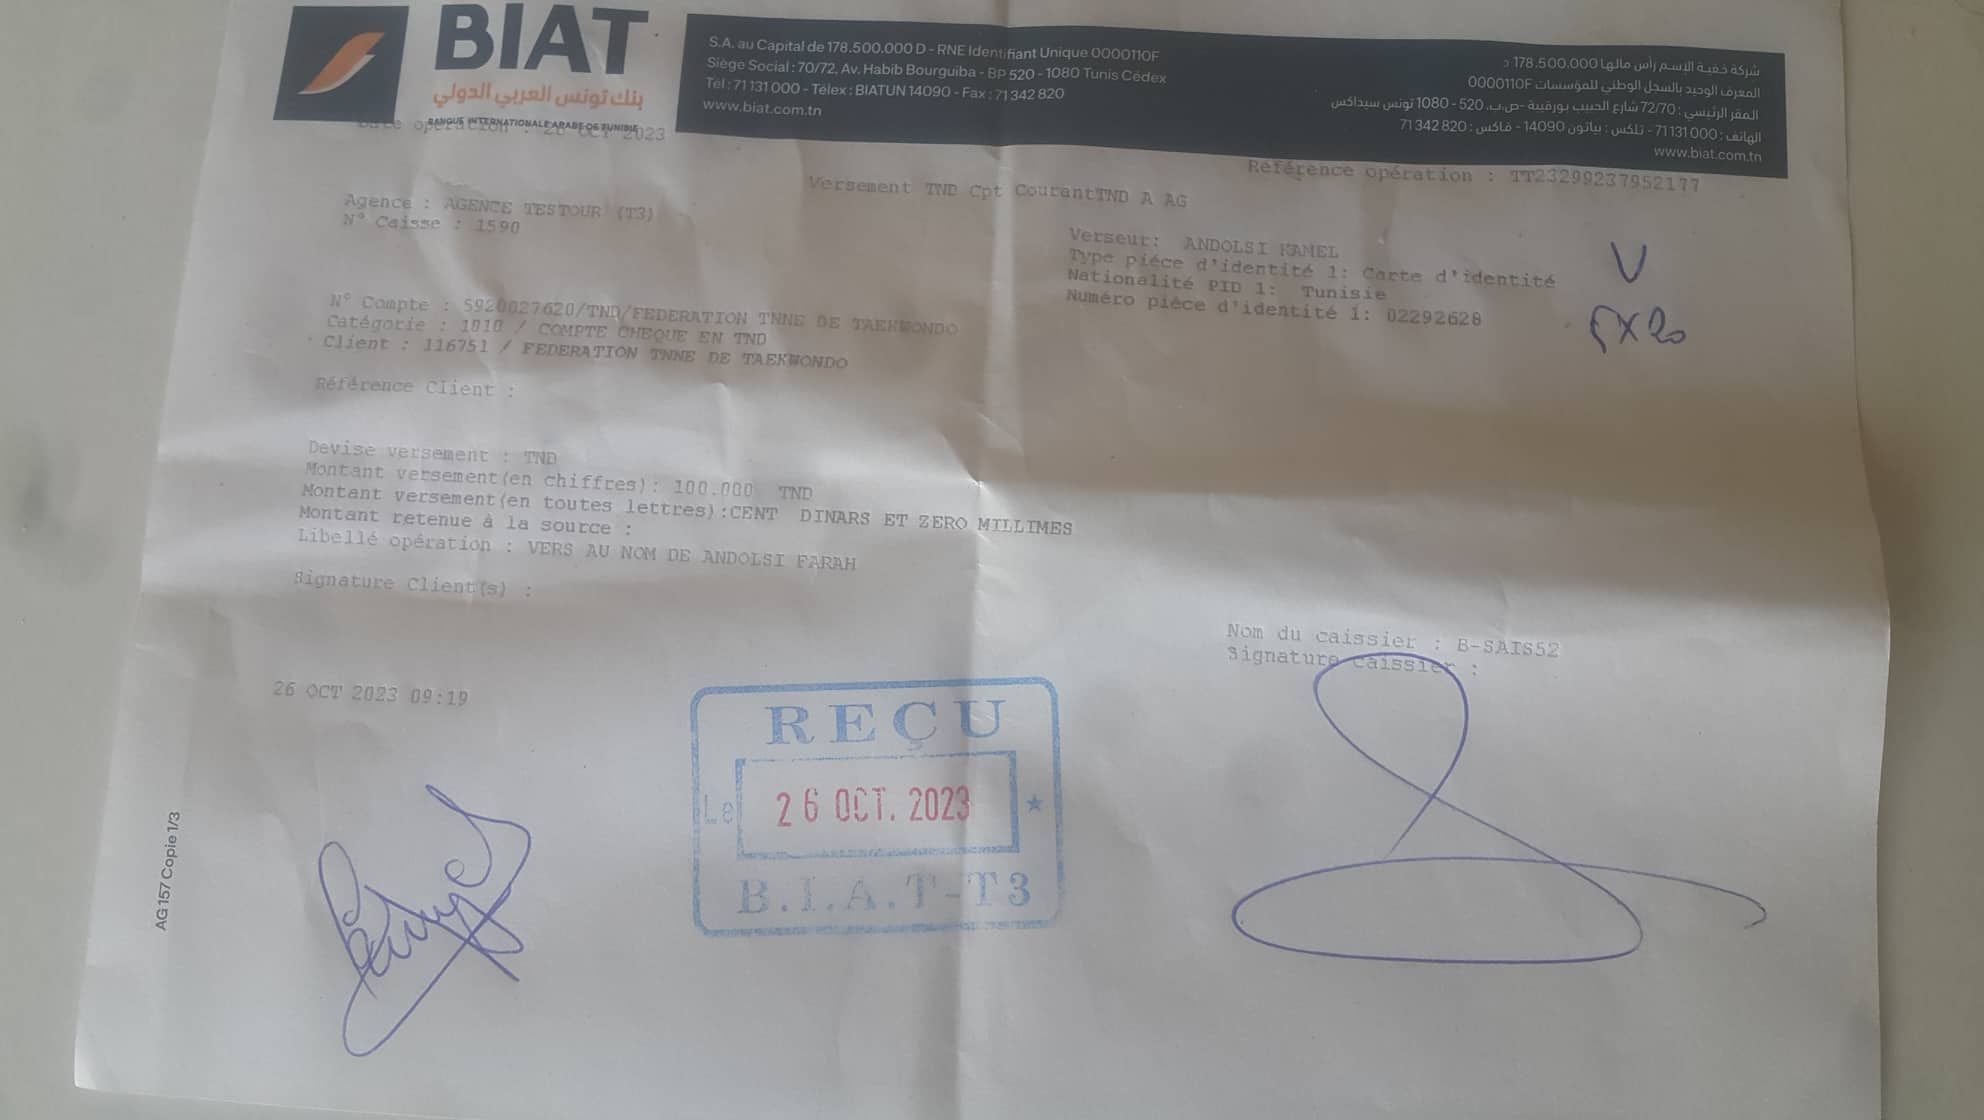 BIAT
بنك تونس العربي الدولي
BANQUE INTERNATIONALE ARABE DE TUNISIE
S.A. au Capital de 178.500.000 D - RNE Identifiant Unique 0000110F
Siège Social : 70/72, Av. Habib Bourguiba - BP 520 - 1080 Tunis Cédex
Tél : 71 131 000 - Télex : BIATUN 14090 - Fax : 71 342 820
www.biat.com.tn
شركة خفية الإسم رأس مالها 178.500.000 د
المعرف الوحيد بالسجل الوطني للمؤسسات 0000110F
المقر الرئيسي : 72/70 شارع الحبيب بورقيبة -ص.ب. 520 - 1080 تونس سيداكس
الهاتف : 71131000 - تلكس : بياتون 14090 - فاكس : 71 342 820
www.biat.com.tn
Date opération : 26 OCT 2023
Référence opération : TT23299237952177
Versement TND Cpt CourantTND A AG
Agence : AGENCE TESTOUR (T3)
N° Caisse : 1590
Verseur: ANDOLSI KAMEL
Type piéce d'identité 1: Carte d'identité
Nationalité PID 1: Tunisie
Numéro piéce d'identité 1: 02292628
V
5X20
N° Compte : 5920027620/TND/FEDERATION TNNE DE TAEKWONDO
Catégorie : 1010 / COMPTE CHEQUE EN TND
Client : 116751 / FEDERATION TNNE DE TAEKWONDO
Référence Client :
Devise versement : TND
Montant versement(en chiffres): 100.000 TND
Montant versement(en toutes lettres):CENT DINARS ET ZERO MILLIMES
Montant retenue à la source :
Libellé opération : VERS AU NOM DE ANDOLSI FARAH
Signature Client(s) :
Nom du caissier : B-SAIS52
Signature caissier :
26 OCT 2023 09:19
REÇU
Le 26 OCT. 2023
B.I.A.T-T3
AG 157 Copie 1/3